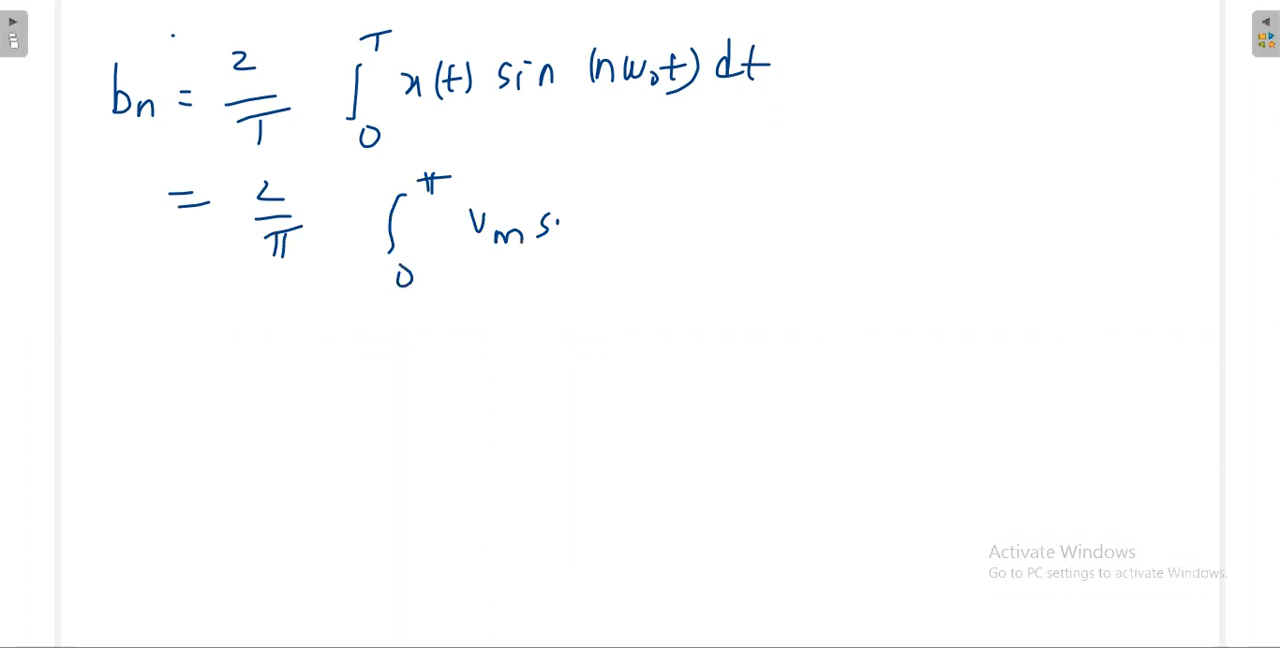 bn = 2/T ∫₀ᵀ x(t) sin (nω₀t) dt
= 2/π ∫₀^π Vm s
Activate Windows
Go to PC settings to activate Windows.